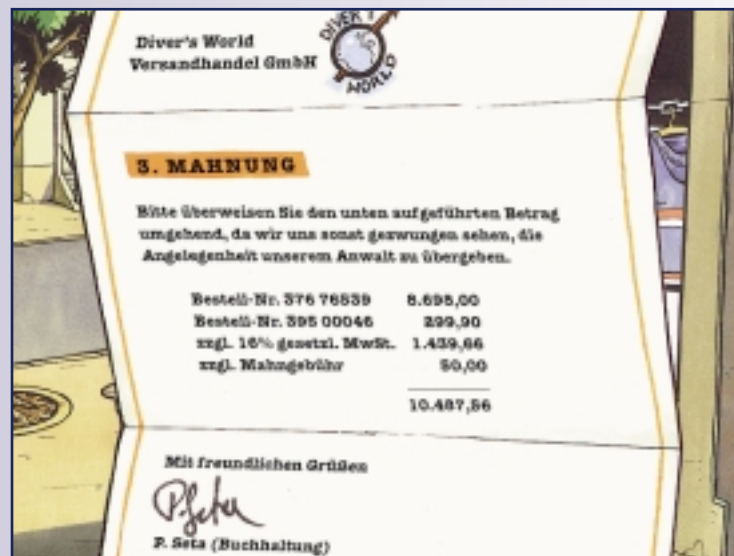 Diver's World
Versandhandel GmbH
DIVER'S
WORLD
3. MAHNUNG
Bitte überweisen Sie den unten aufgeführten Betrag
umgehend, da wir uns sonst gezwungen sehen, die
Angelegenheit unserem Anwalt zu übergeben.
Bestell-Nr. 376 76539 8.698,00
Bestell-Nr. 395 00046 299,90
zzgl. 16% gesetzl. MwSt. 1.439,66
zzgl. Mahngebühr 50,00
10.487,56
Mit freundlichen Grüßen
P. Seta
P. Seta (Buchhaltung)